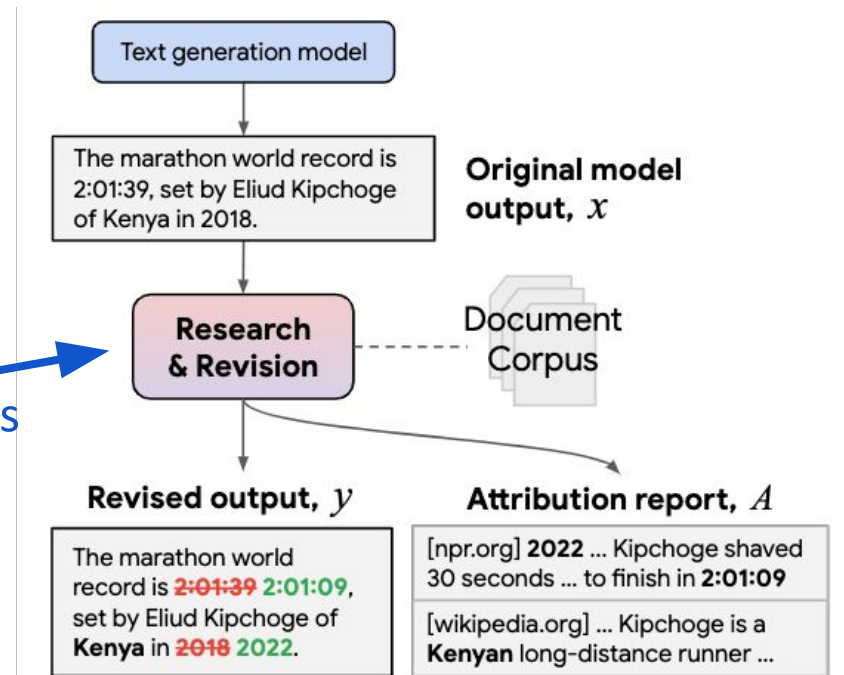 Text generation model
The marathon world record is
2:01:39, set by Eliud Kipchoge
of Kenya in 2018.
Original model
output, x
Research
& Revision
Document
Corpus
s
Revised output, y
The marathon world
record is 2:01:39 2:01:09,
set by Eliud Kipchoge of
Kenya in 2018 2022.
Attribution report, A
[npr.org] 2022 ... Kipchoge shaved
30 seconds ... to finish in 2:01:09
[wikipedia.org] ... Kipchoge is a
Kenyan long-distance runner ...